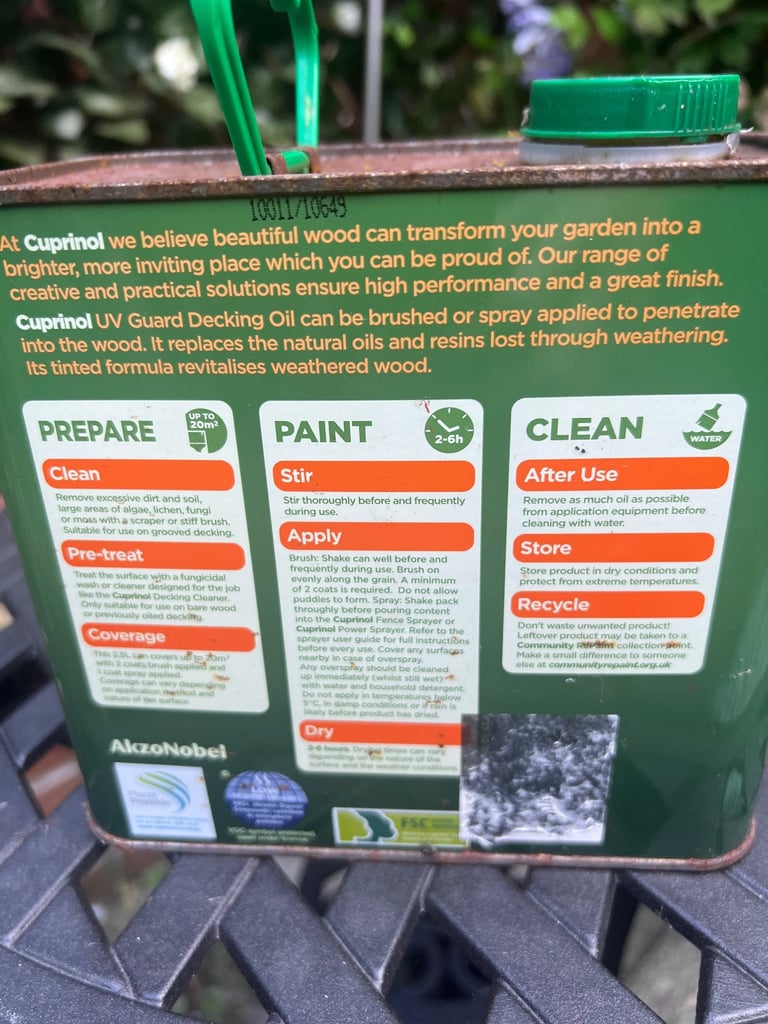 10011/10649
At Cuprinol we believe beautiful wood can transform your garden into a
brighter, more inviting place which you can be proud of. Our range of
creative and practical solutions ensure high performance and a great finish.
Cuprinol UV Guard Decking Oil can be brushed or spray applied to penetrate
into the wood. It replaces the natural oils and resins lost through weathering.
Its tinted formula revitalises weathered wood.
PREPARE
UP TO
20m²
Clean
Remove excessive dirt and soil,
large areas of algae, lichen, fungi
or moss with a scraper or stiff brush.
Suitable for use on grooved decking.
Pre-treat
Treat the surface with a fungicidal
wash or cleaner designed for the job
like the Cuprinol Decking Cleaner.
Only suitable for use on bare wood
or previously oiled decking.
Coverage
This 2.5L can covers up to 20m²
with 2 coats brush applied and
1 coat spray applied.
Coverage can vary depending
on application method and
nature of the surface.
PAINT
2-6h
Stir
Stir thoroughly before and frequently
during use.
Apply
Brush: Shake can well before and
frequently during use. Brush on
evenly along the grain. A minimum
of 2 coats is required. Do not allow
puddles to form. Spray: Shake pack
throughly before pouring content
into the Cuprinol Fence Sprayer or
Cuprinol Power Sprayer. Refer to the
sprayer user guide for full instructions
before every use. Cover any surfaces
nearby in case of overspray.
Any overspray should be cleaned
up immediately (whilst still wet)
with water and household detergent.
Do not apply in temperatures below
5°C, in damp conditions or if rain is
likely before product has dried.
Dry
2-6 hours. Drying times can vary
depending on the nature of the
surface and the weather conditions.
CLEAN
WATER
After Use
Remove as much oil as possible
from application equipment before
cleaning with water.
Store
Store product in dry conditions and
protect from extreme temperatures.
Recycle
Don't waste unwanted product!
Leftover product may be taken to a
Community RePaint collection point.
Make a small difference to someone
else at communityrepaint.org.uk
AkzoNobel
Planet
Possible
LOW
FSC